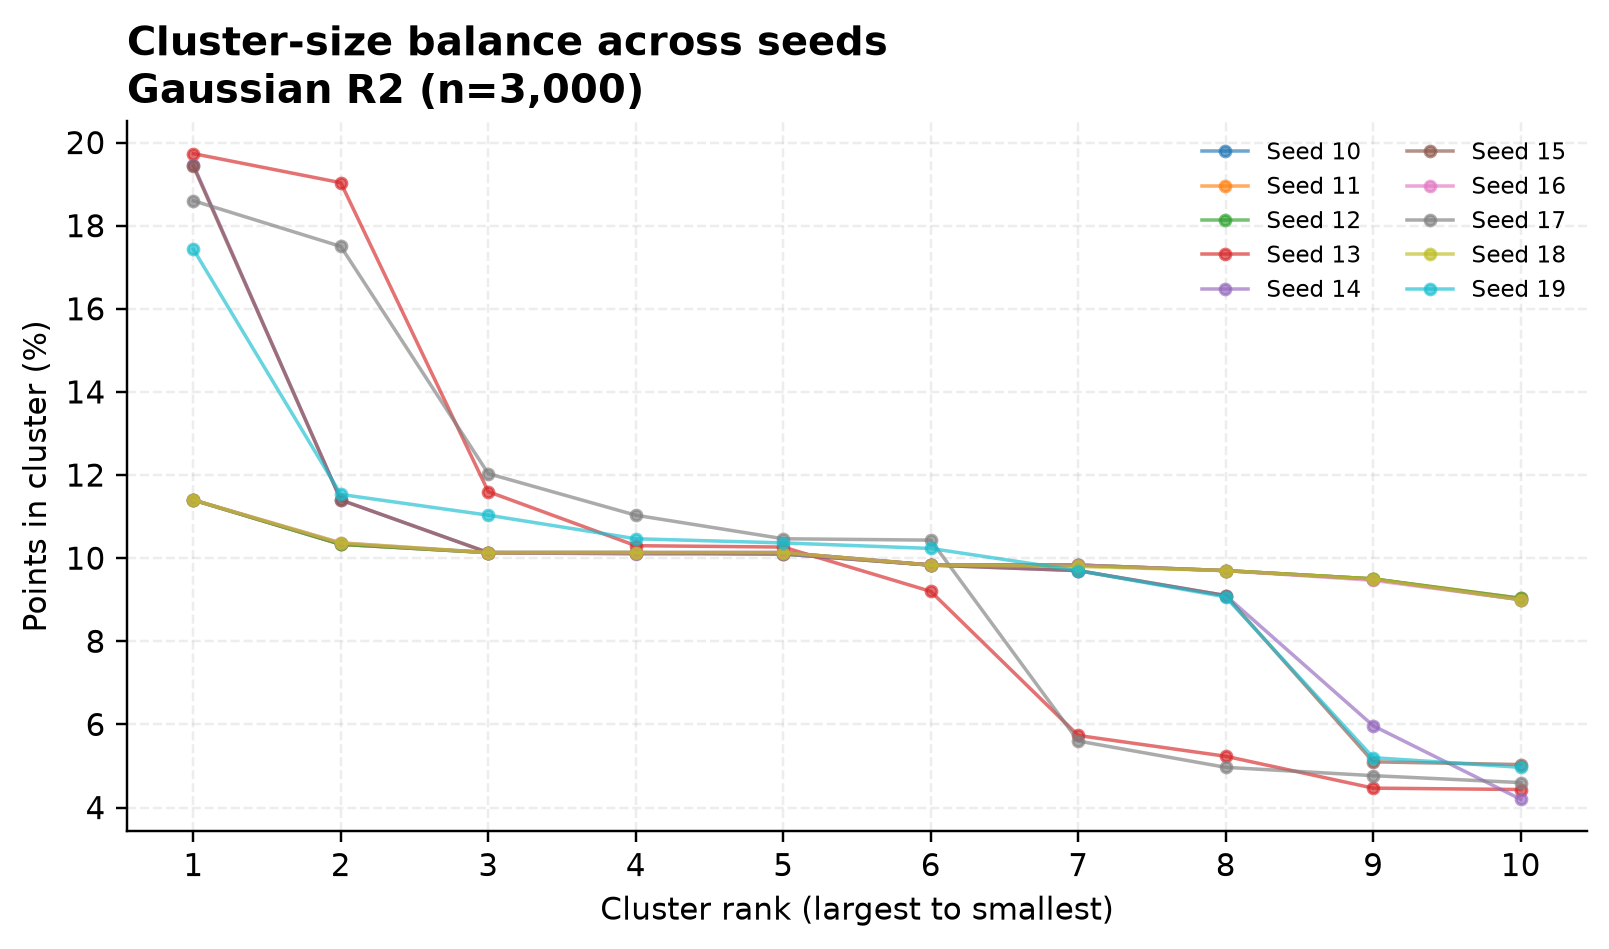 Cluster-size balance across seeds
Gaussian R2 (n=3,000)
Points in cluster (%)
20
18
16
14
12
10
8
6
4
Seed 10
Seed 11
Seed 12
Seed 13
Seed 14
Seed 15
Seed 16
Seed 17
Seed 18
Seed 19
1 2 3 4 5 6 7 8 9 10
Cluster rank (largest to smallest)